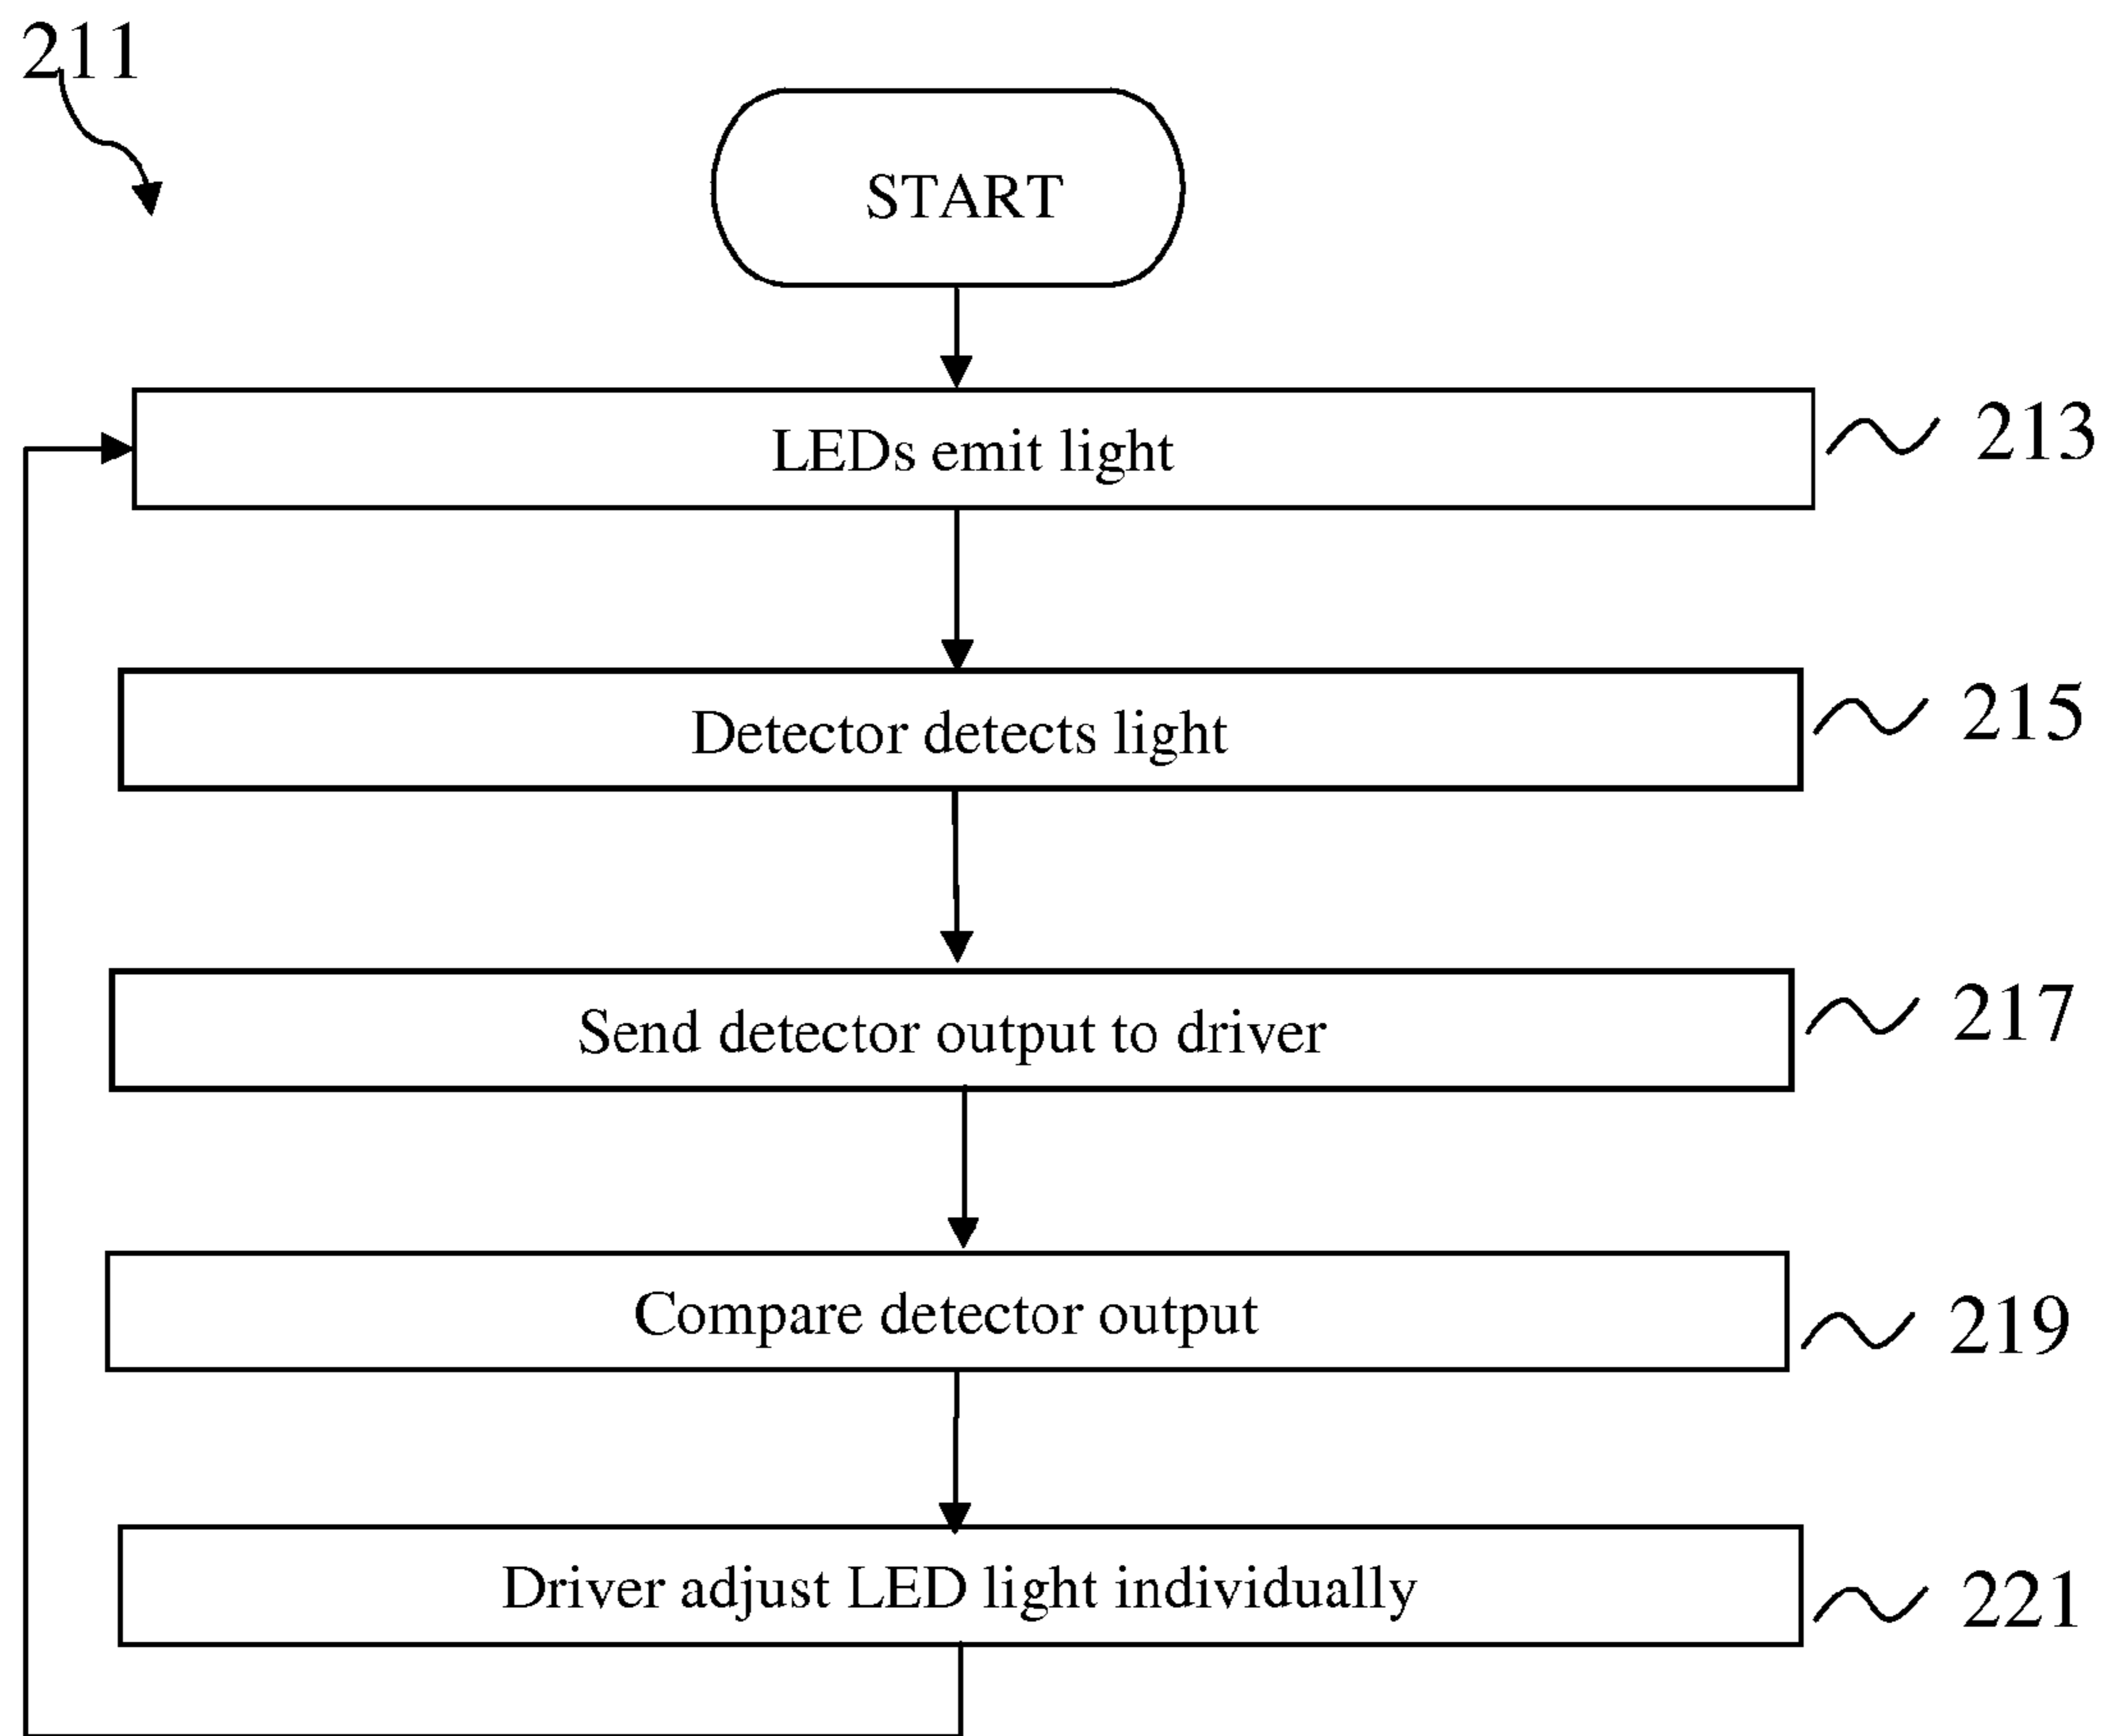 211
START
LEDs emit light
213
Detector detects light
215
Send detector output to driver
217
Compare detector output
219
Driver adjust LED light individually
221